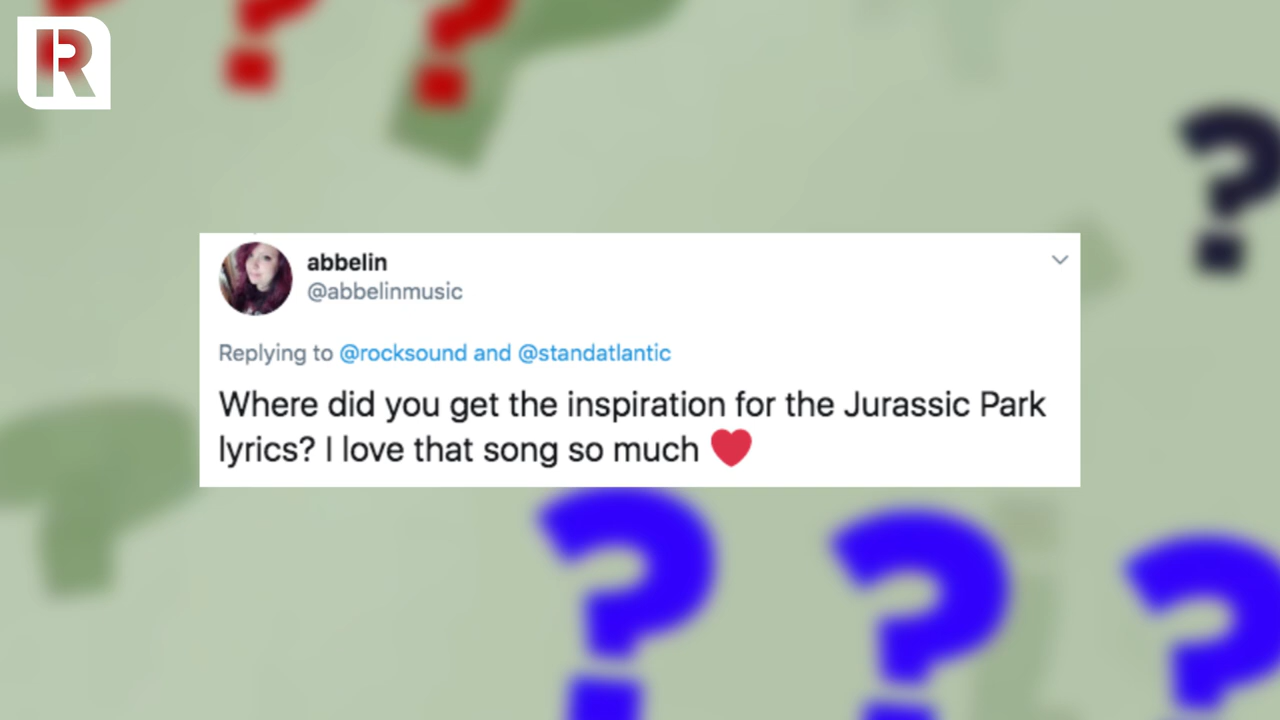 R
abbelin
@abbelinmusic
Replying to @rocksound and @standatlantic
Where did you get the inspiration for the Jurassic Park
lyrics? I love that song so much ❤
? ?
?
?
? ? ?